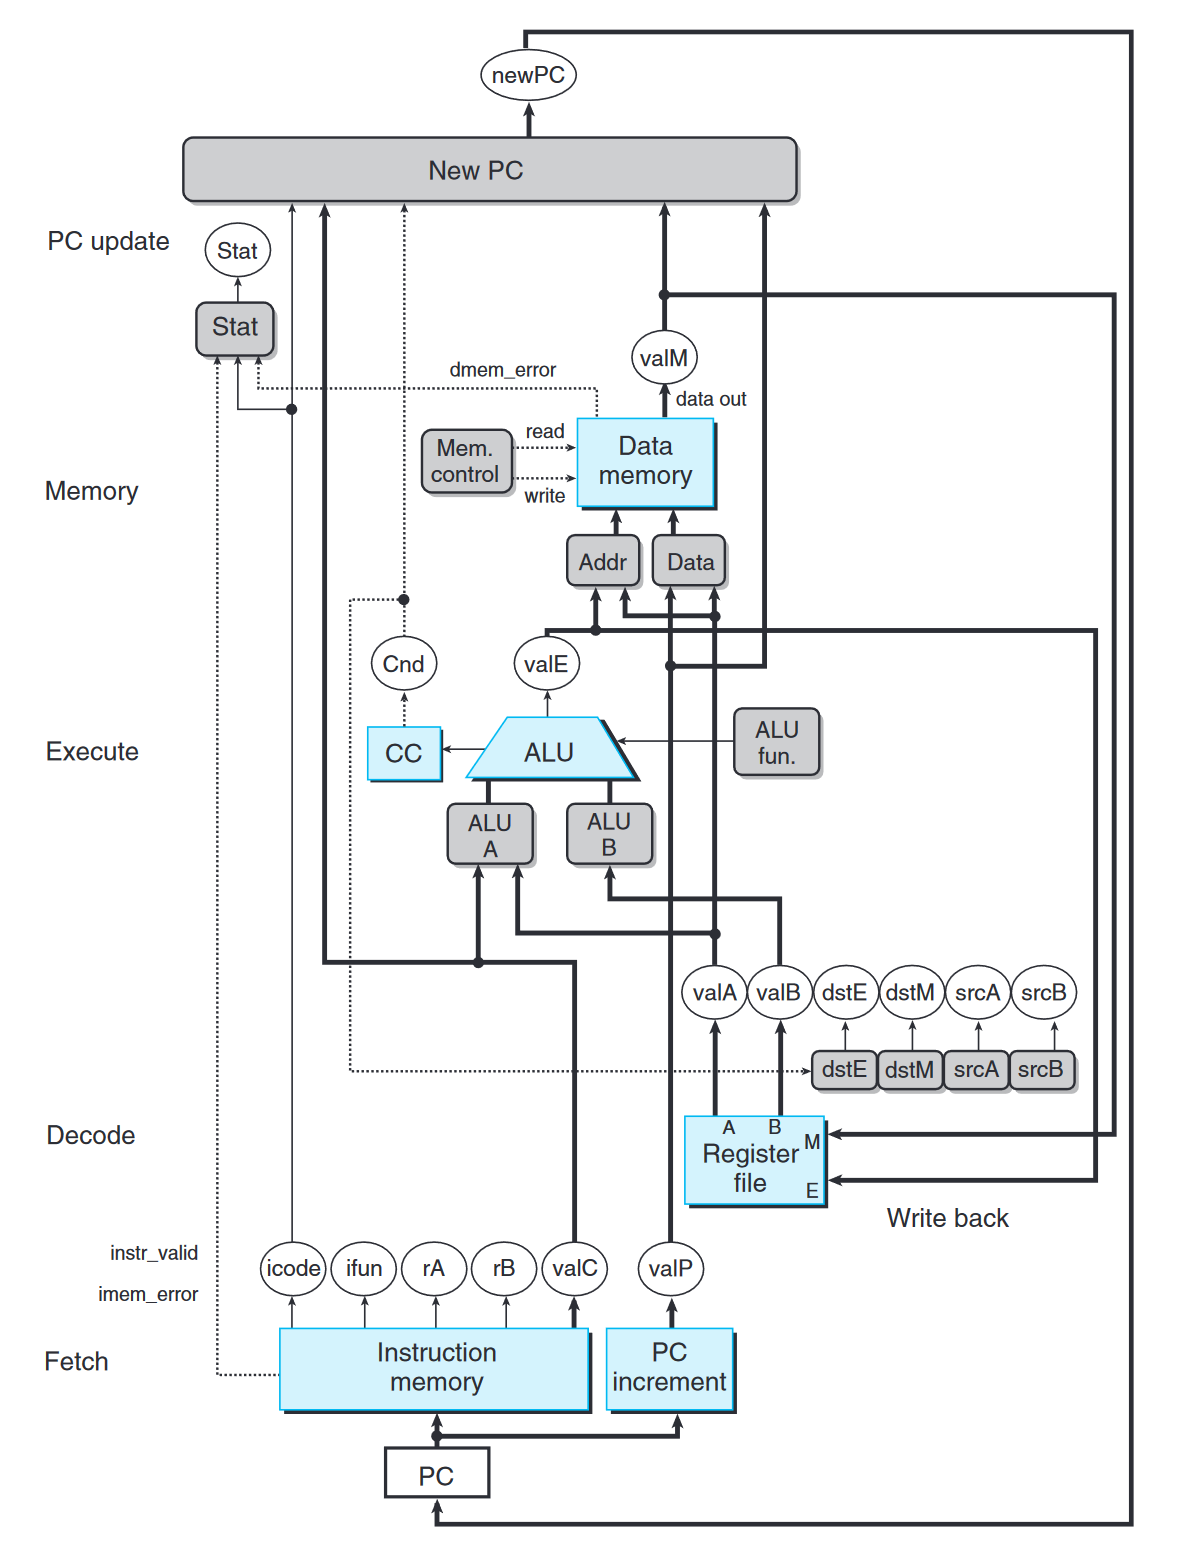 newPC
New PC
PC update
Stat
Stat
valM
dmem_error
data out
read
Mem.
control
write
Data
memory
Memory
Addr
Data
Cnd
valE
Execute
CC
ALU
ALU
fun.
ALU
A
ALU
B
valA
valB
dstE
dstM
srcA
srcB
dstE
dstM
srcA
srcB
Decode
A
B
M
Register
file
E
Write back
instr_valid
imem_error
icode
ifun
rA
rB
valC
valP
Fetch
Instruction
memory
PC
increment
PC